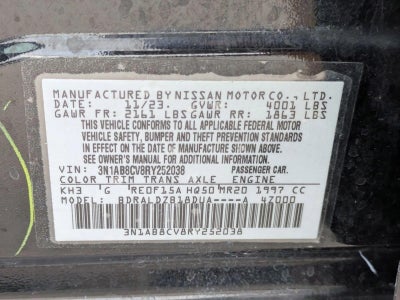 MANUFACTURED BY NISSAN MOTOR CO., LTD.
DATE: 11/23. GVWR: 4001 LBS
GAWR FR: 2161 LBS GAWR RR: 1863 LBS
THIS VEHICLE CONFORMS TO ALL APPLICABLE FEDERAL MOTOR
VEHICLE SAFETY, BUMPER AND THEFT PREVENTION STANDARDS
IN EFFECT ON THE DATE OF MANUFACTURE SHOWN ABOVE.
SEE OWNER'S MANUAL FOR ADDITIONAL INFORMATION.
VIN: 3N1AB8CV8RY252038 PASSENGER CAR.
COLOR TRIM TRANS AXLE ENGINE
KH3 'G RE0F15A HQ50 MR20 1997 CC
MODEL: BDRALDZB18DUA----A 4Z000
3N1AB8CV8RY252038